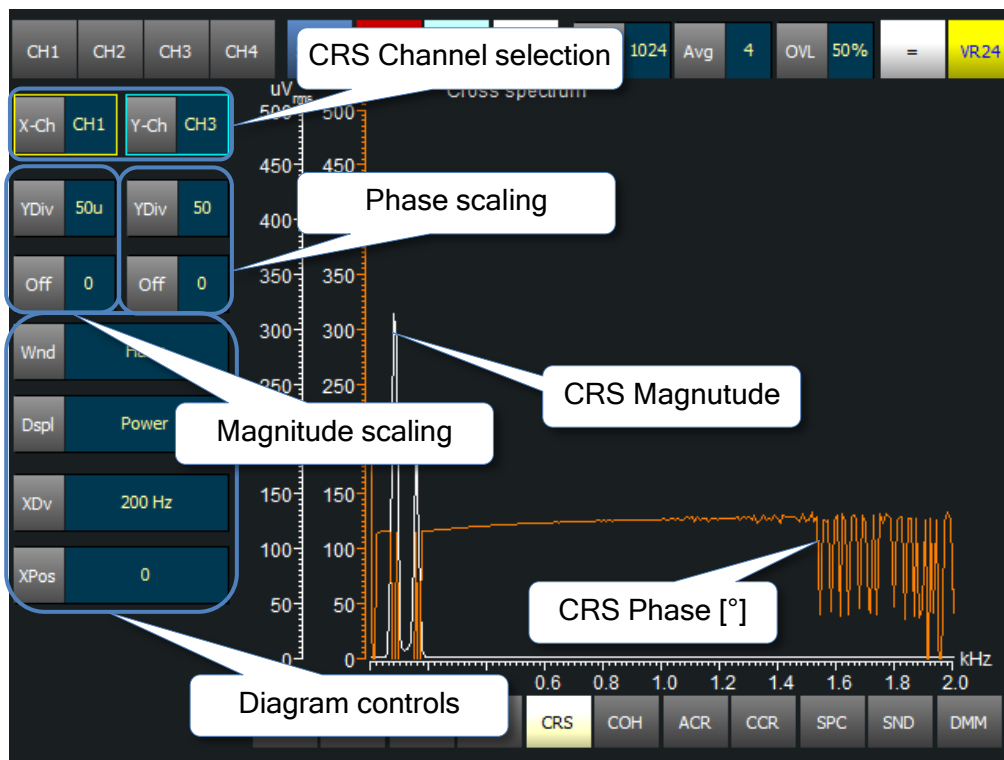 CH1 CH2 CH3 CH4 1024 Avg 4 OVL 50% = VR24
CRS Channel selection
uVrms Cross spectrum
X-Ch CH1 Y-Ch CH3
500 500
450 450
YDiv 50u YDiv 50
Phase scaling
400
Off 0 Off 0
350 350
300 300
Wnd
250 250
CRS Magnutude
Dspl Power
Magnitude scaling
XDv 200 Hz
150 150
100 100
XPos 0
50 50
CRS Phase [°]
0 0
kHz
0.6 0.8 1.0 1.2 1.4 1.6 1.8 2.0
Diagram controls
CRS COH ACR CCR SPC SND DMM